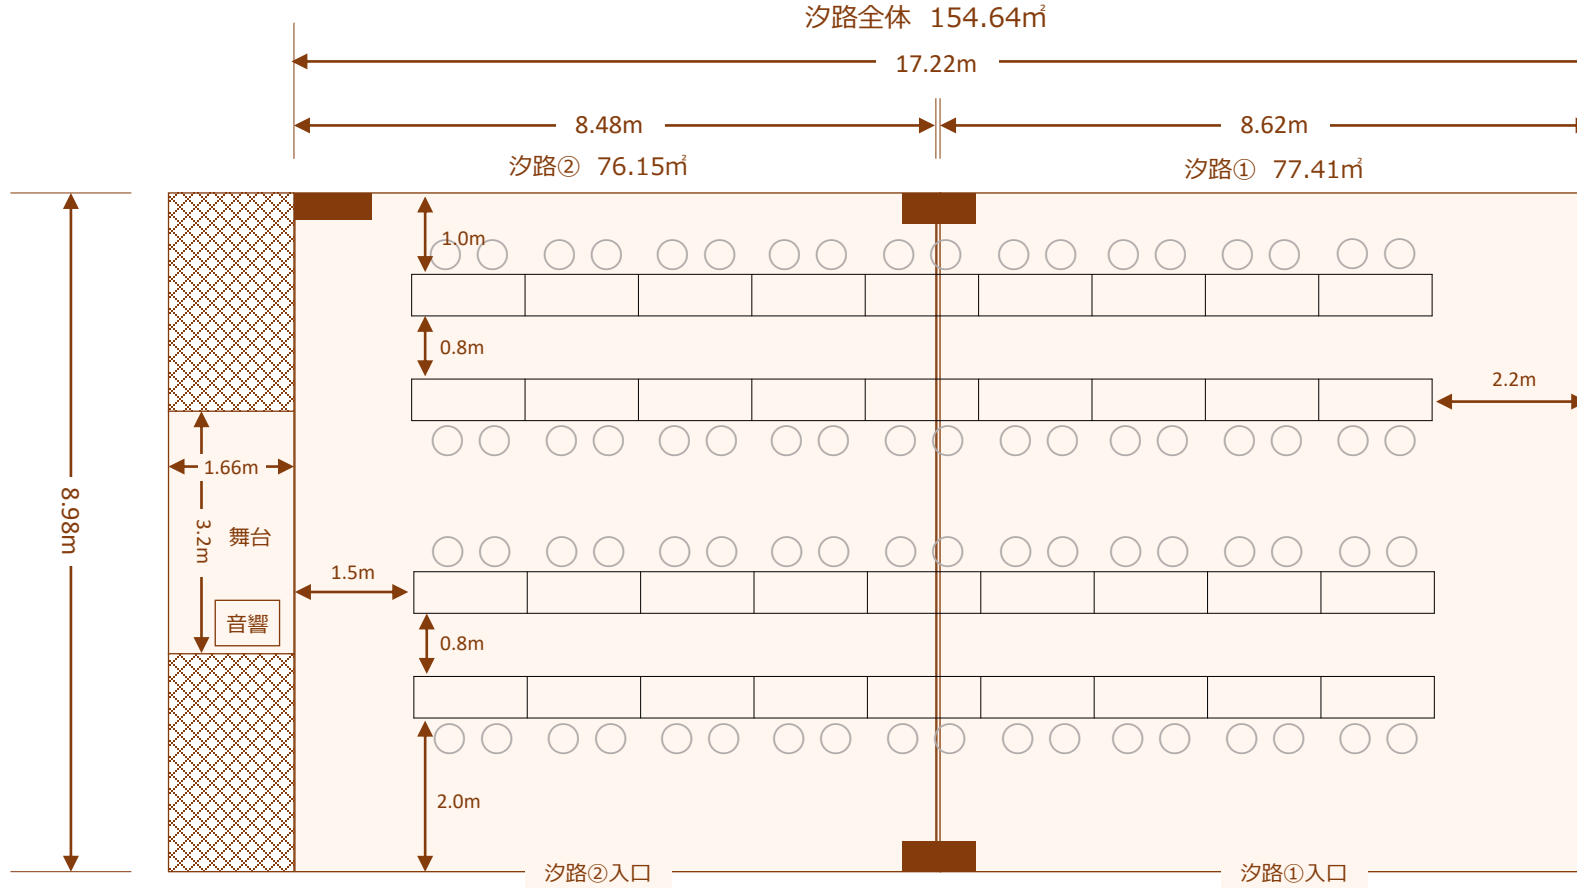 汐路全体 154.64㎡
17.22m
8.48m
8.62m
汐路② 76.15㎡
汐路① 77.41㎡
1.0m
0.8m
2.2m
1.66m
8.98m
3.2m
舞台
1.5m
音響
0.8m
2.0m
汐路②入口
汐路①入口